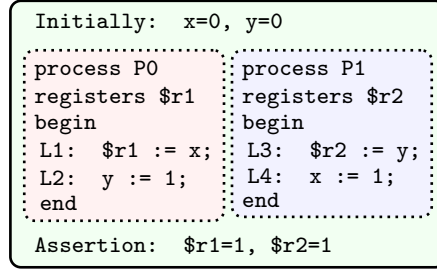 Initially: x=0, y=0
process P0
registers $r1
begin
L1: $r1 := x;
L2: y := 1;
end
process P1
registers $r2
begin
L3: $r2 := y;
L4: x := 1;
end
Assertion: $r1=1, $r2=1